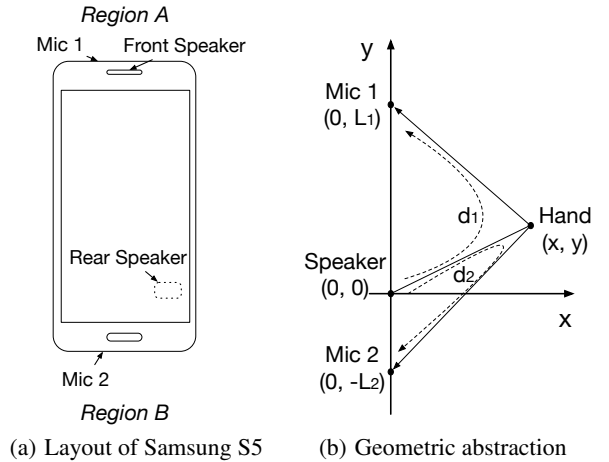 Region A
Mic 1
Front Speaker
Rear Speaker
Mic 2
Region B
(a) Layout of Samsung S5
y
Mic 1
(0, L1)
d1
Hand
(x, y)
Speaker
(0, 0)
d2
x
Mic 2
(0, -L2)
(b) Geometric abstraction